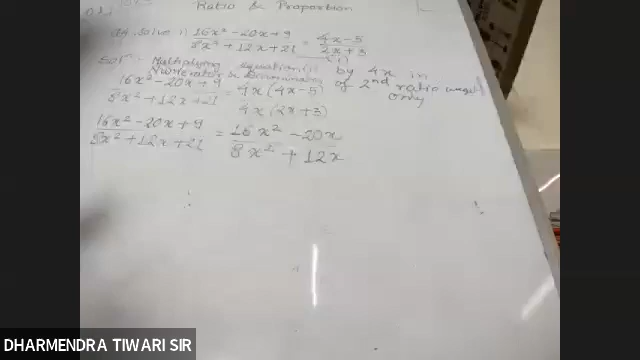 Ratio & Proportion
Solve 16x² - 20x + 9 / 8x² + 12x + 21 = 4x - 5 / 2x + 3
Solⁿ - Multiplying equation (i) by 4x in
Numerator & Denominator of 2nd ratio
only
16x² - 20x + 9 / 8x² + 12x + 21 = 4x(4x - 5) / 4x(2x + 3)
16x² - 20x + 9 / 8x² + 12x + 21 = 16x² - 20x / 8x² + 12x
DHARMENDRA TIWARI SIR